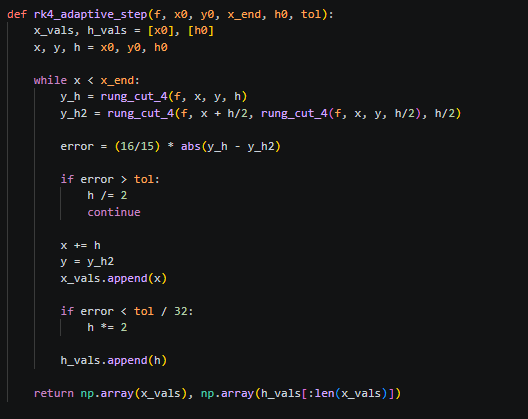 def rk4_adaptive_step(f, x0, y0, x_end, h0, tol):
    x_vals, h_vals = [x0], [h0]
    x, y, h = x0, y0, h0

    while x < x_end:
        y_h = rung_cut_4(f, x, y, h)
        y_h2 = rung_cut_4(f, x + h/2, rung_cut_4(f, x, y, h/2), h/2)

        error = (16/15) * abs(y_h - y_h2)

        if error > tol:
            h /= 2
            continue

        x += h
        y = y_h2
        x_vals.append(x)

        if error < tol / 32:
            h *= 2

        h_vals.append(h)

    return np.array(x_vals), np.array(h_vals[:len(x_vals)])